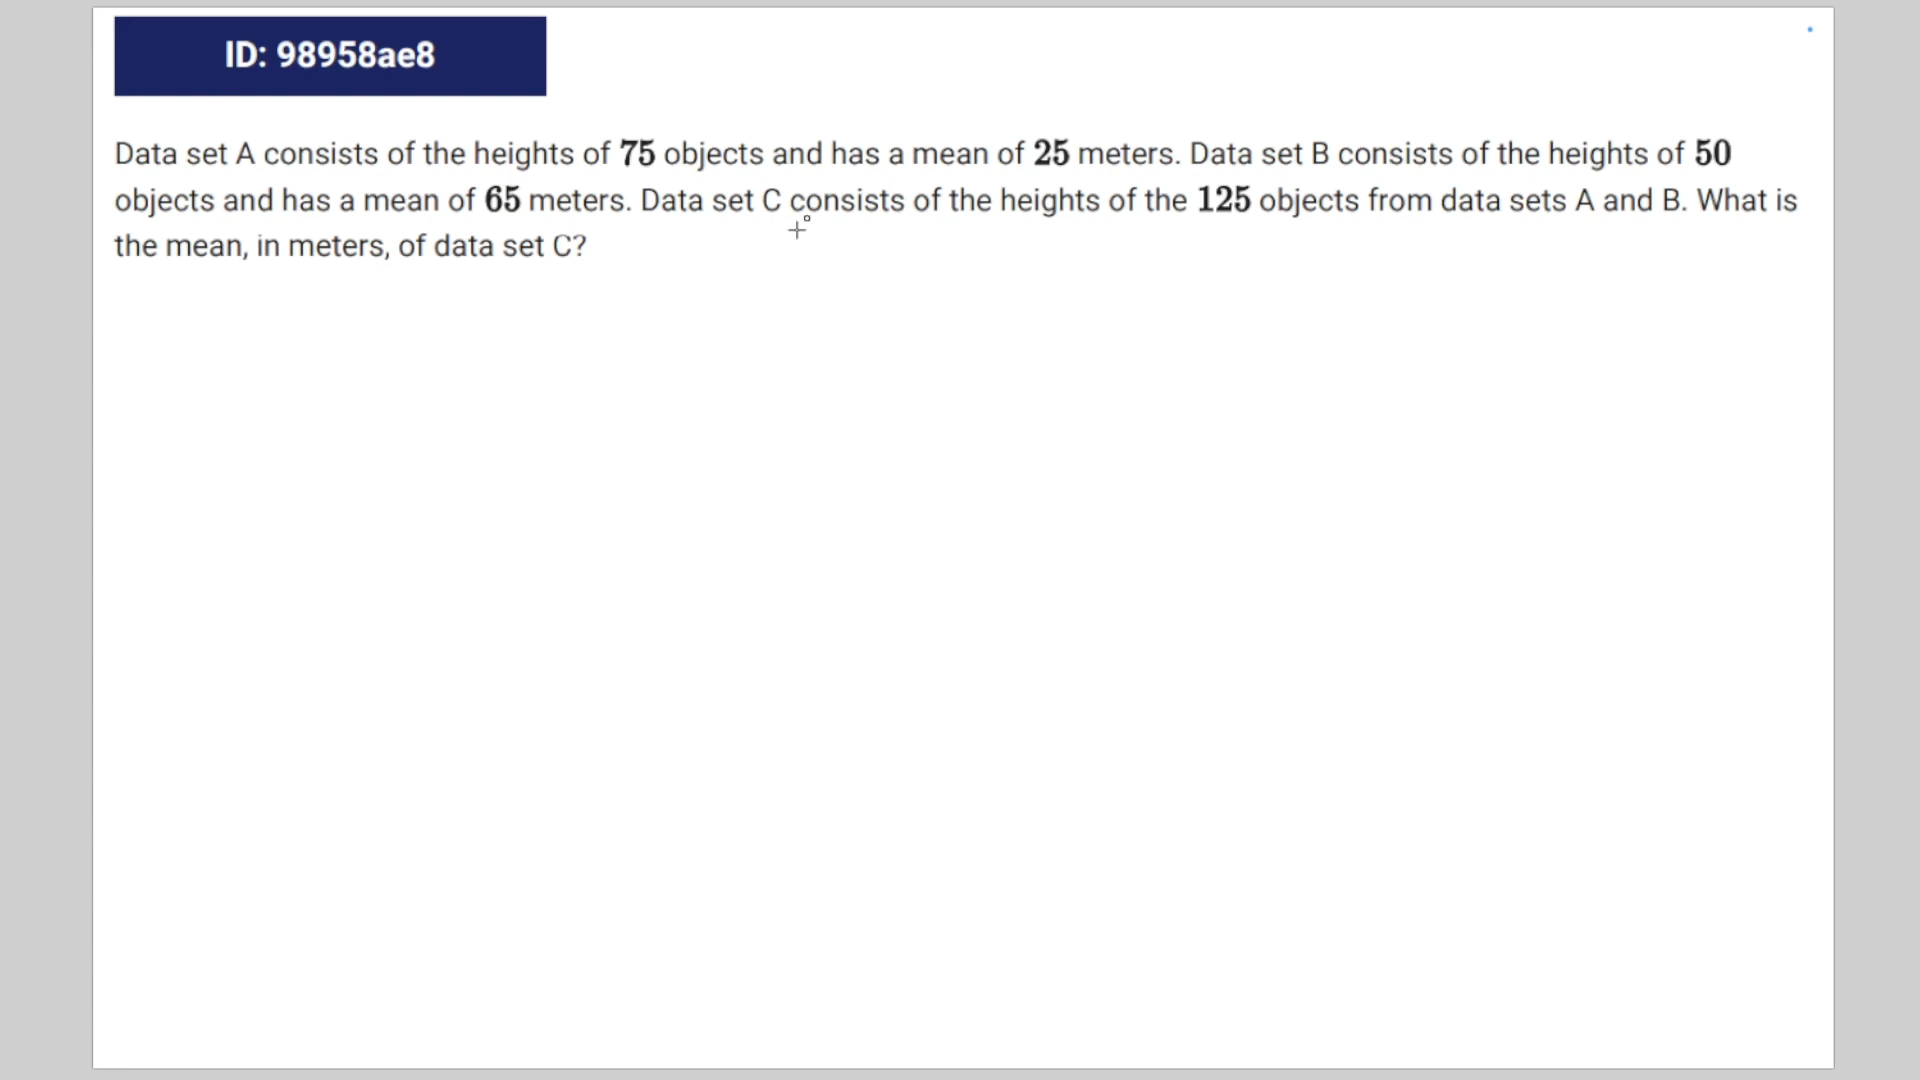 ID: 98958ae8
Data set A consists of the heights of 75 objects and has a mean of 25 meters. Data set B consists of the heights of 50
objects and has a mean of 65 meters. Data set C consists of the heights of the 125 objects from data sets A and B. What is
the mean, in meters, of data set C?